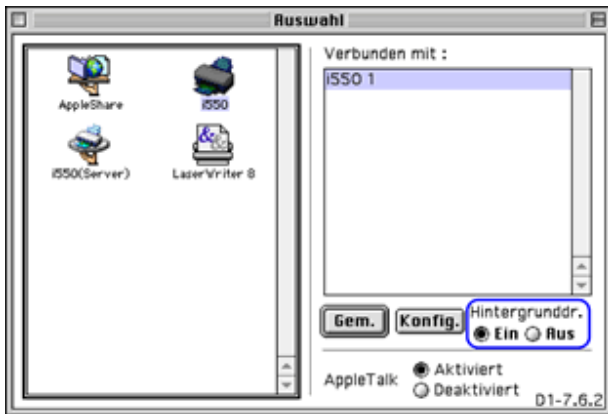 Auswahl
AppleShare
i550
i550(Server)
LaserWriter 8
Verbunden mit :
i550 1
Gem.
Konfig.
Hintergrunddr.
Ein Aus
AppleTalk
Aktiviert
Deaktiviert
D1-7.6.2